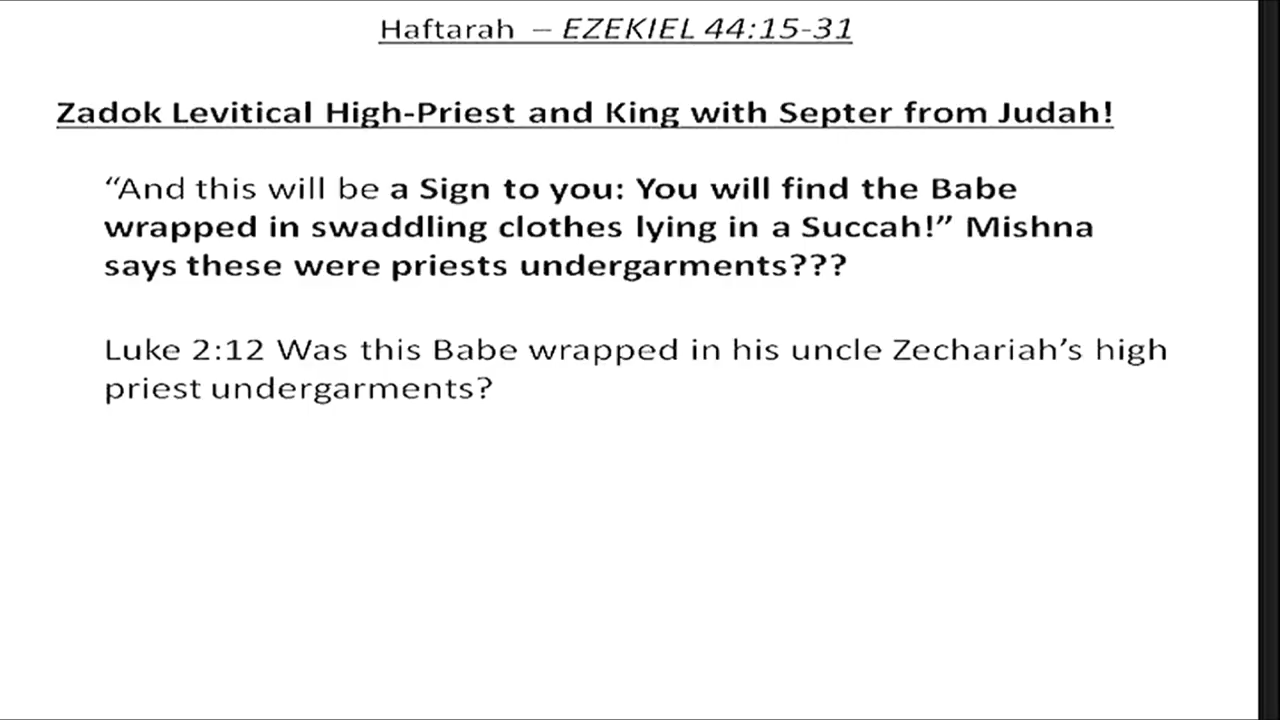 Haftarah – EZEKIEL 44:15-31
Zadok Levitical High-Priest and King with Septer from Judah!
“And this will be a Sign to you: You will find the Babe
wrapped in swaddling clothes lying in a Succah!” Mishna
says these were priests undergarments???
Luke 2:12 Was this Babe wrapped in his uncle Zechariah’s high
priest undergarments?